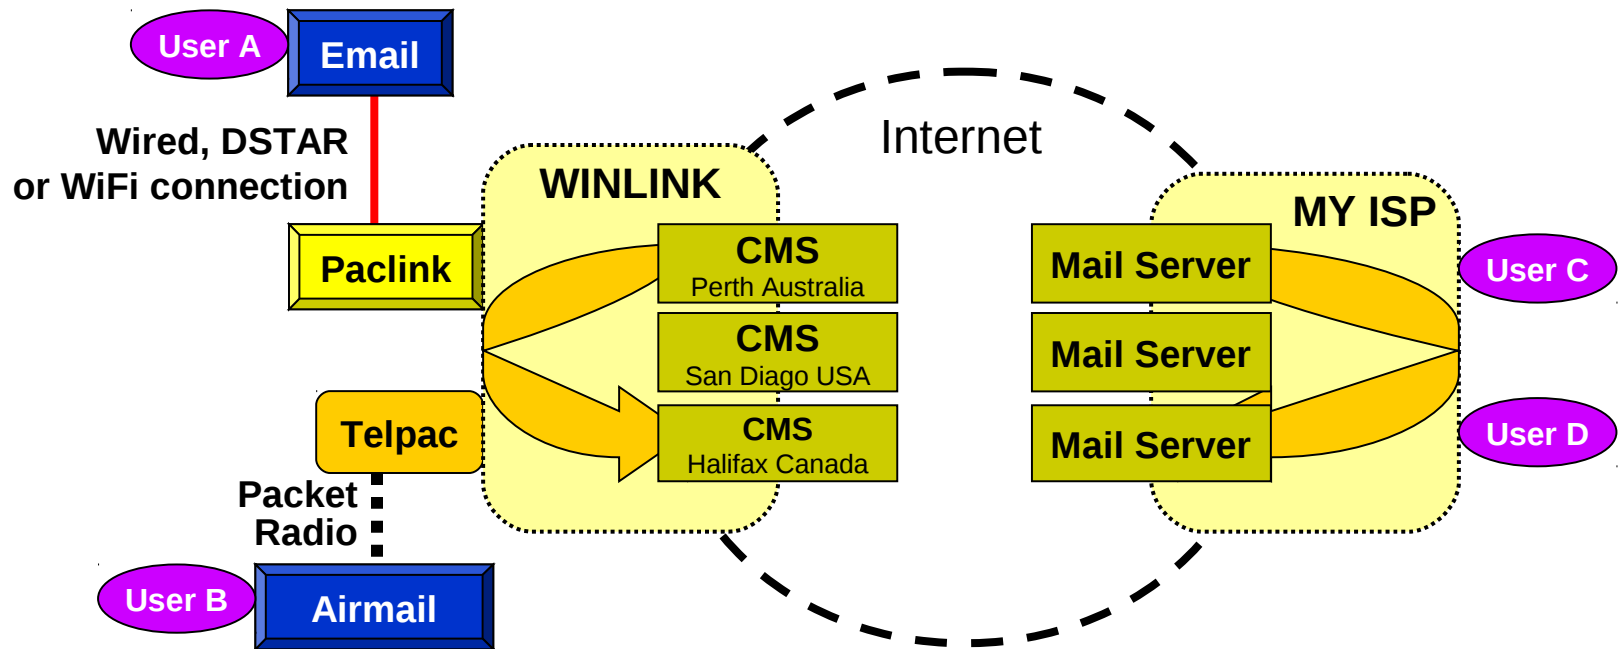 User A
Email
Wired, DSTAR
or WiFi connection
Internet
WINLINK
MY ISP
Paclink
CMS
Perth Australia
Mail Server
User C
CMS
San Diago USA
Mail Server
Telpac
CMS
Halifax Canada
Mail Server
User D
Packet
Radio
User B
Airmail